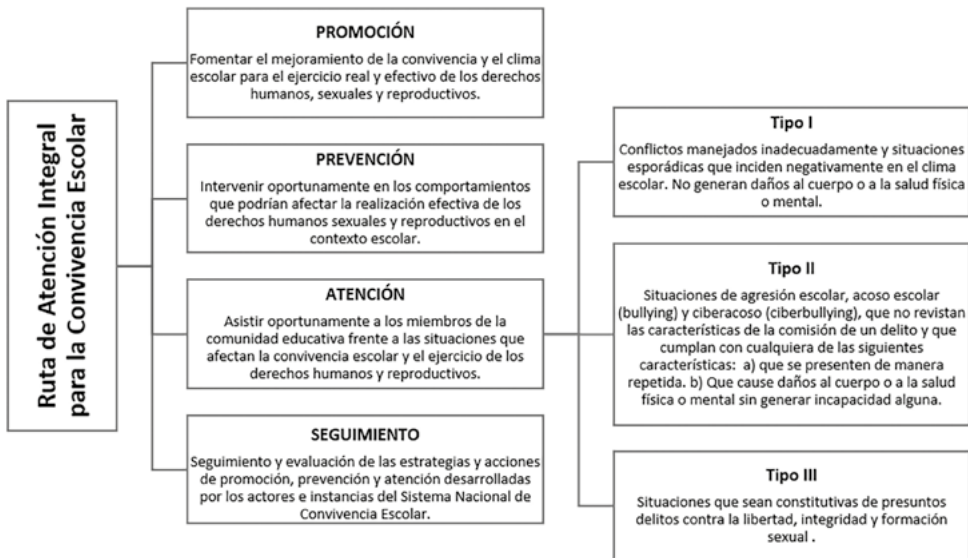 Ruta de Atención Integral
para la Convivencia Escolar
PROMOCIÓN
Fomentar el mejoramiento de la convivencia y el clima
escolar para el ejercicio real y efectivo de los derechos
humanos, sexuales y reproductivos.
PREVENCIÓN
Intervenir oportunamente en los comportamientos
que podrían afectar la realización efectiva de los
derechos humanos sexuales y reproductivos en el
contexto escolar.
ATENCIÓN
Asistir oportunamente a los miembros de la
comunidad educativa frente a las situaciones que
afectan la convivencia escolar y el ejercicio de los
derechos humanos y reproductivos.
SEGUIMIENTO
Seguimiento y evaluación de las estrategias y acciones
de promoción, prevención y atención desarrolladas
por los actores e instancias del Sistema Nacional de
Convivencia Escolar.
Tipo I
Conflictos manejados inadecuadamente y situaciones
esporádicas que inciden negativamente en el clima
escolar. No generan daños al cuerpo o a la salud física
o mental.
Tipo II
Situaciones de agresión escolar, acoso escolar
(bullying) y ciberacoso (ciberbullying), que no revistan
las características de la comisión de un delito y que
cumplan con cualquiera de las siguientes
características: a) que se presenten de manera
repetida. b) Que cause daños al cuerpo o a la salud
física o mental sin generar incapacidad alguna.
Tipo III
Situaciones que sean constitutivas de presuntos
delitos contra la libertad, integridad y formación
sexual .